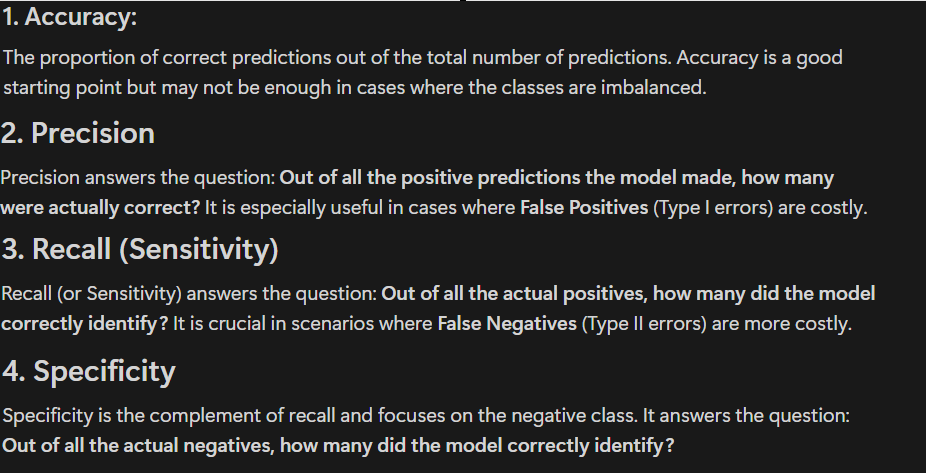 1. Accuracy:
The proportion of correct predictions out of the total number of predictions. Accuracy is a good
starting point but may not be enough in cases where the classes are imbalanced.
2. Precision
Precision answers the question: Out of all the positive predictions the model made, how many
were actually correct? It is especially useful in cases where False Positives (Type I errors) are costly.
3. Recall (Sensitivity)
Recall (or Sensitivity) answers the question: Out of all the actual positives, how many did the model
correctly identify? It is crucial in scenarios where False Negatives (Type II errors) are more costly.
4. Specificity
Specificity is the complement of recall and focuses on the negative class. It answers the question:
Out of all the actual negatives, how many did the model correctly identify?